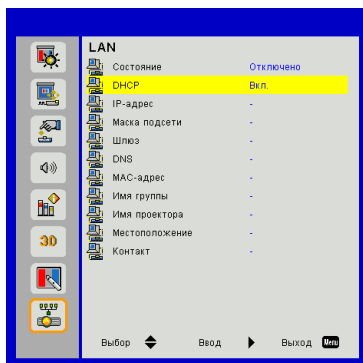 LAN
Состояние Отключено
DHCP Вкл.
IP-адрес -
Маска подсети -
Шлюз -
DNS -
MAC-адрес -
Имя группы -
Имя проектора -
Местоположение -
Контакт -
3D
Выбор Ввод Выход Menu